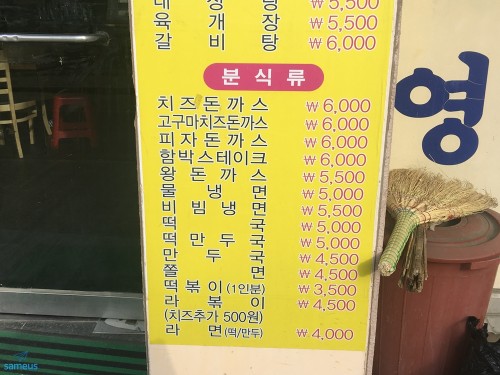 ₩5,500
육 개 장 ₩5,500
갈 비 탕 ₩6,000
분 식 류
치 즈 돈 까 스 ₩6,000
고구마치즈돈까스 ₩6,000
피 자 돈 까 스 ₩6,000
함박스테이크 ₩6,000
왕 돈 까 스 ₩5,500
물 냉 면 ₩5,000
비 빔 냉 면 ₩5,500
떡 국 ₩5,000
떡 만 두 국 ₩5,000
만 두 국 ₩4,500
쫄 면 ₩4,500
떡 볶 이 (1인분) ₩3,500
라 볶 이 ₩4,500
(치즈추가 500원)
라 면 (떡/만두) ₩4,000
영
sameus